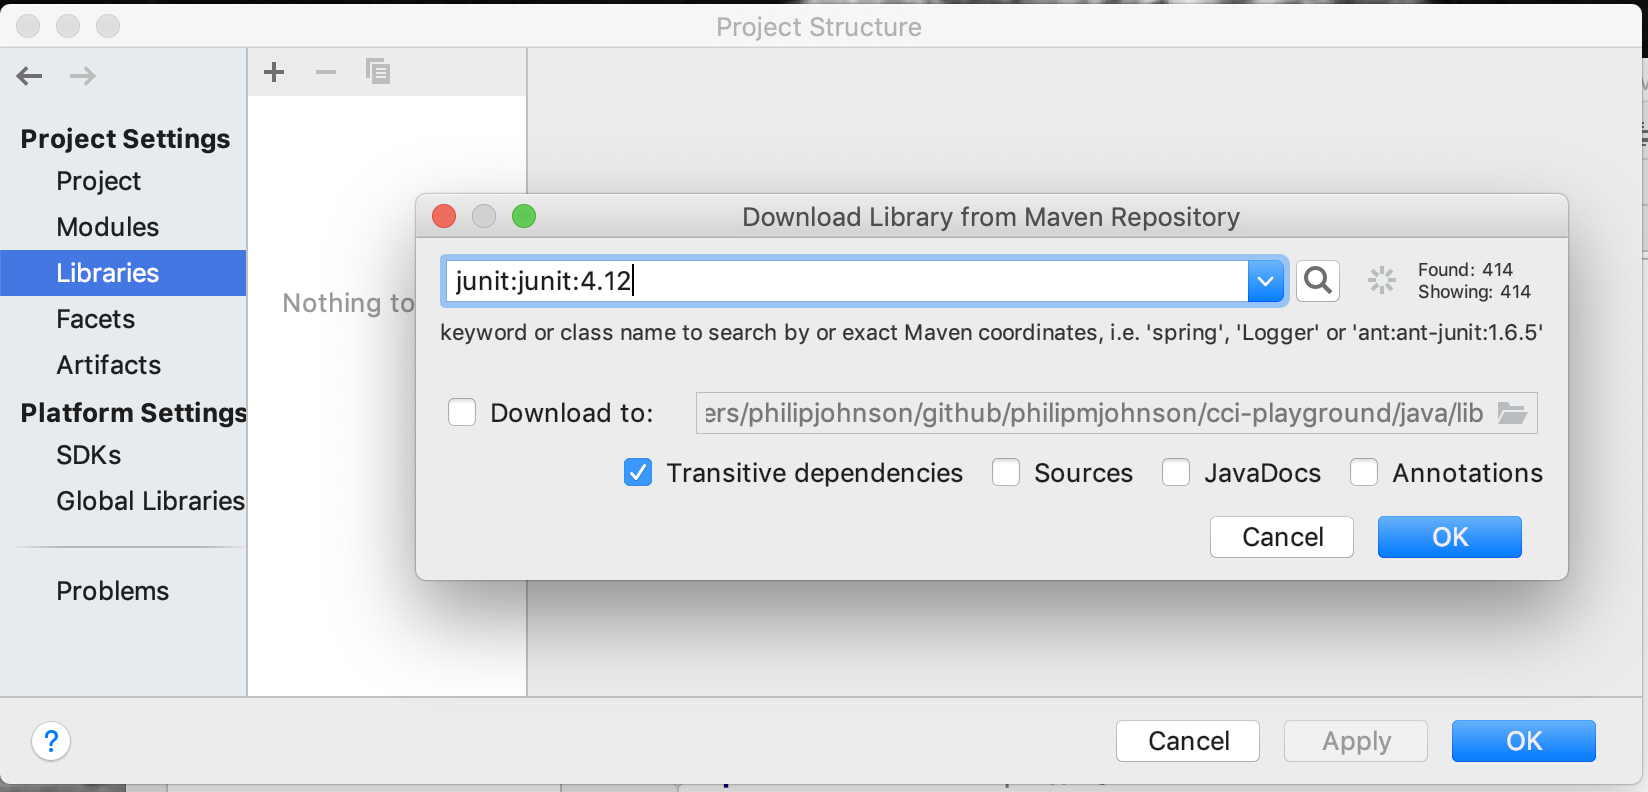 Project Structure
Project Settings
Project
Modules
Libraries
Facets
Artifacts
Platform Settings
SDKs
Global Libraries
Problems
Nothing to
Download Library from Maven Repository
junit:junit:4.12
Found: 414
Showing: 414
keyword or class name to search by or exact Maven coordinates, i.e. 'spring', 'Logger' or 'ant:ant-junit:1.6.5'
Download to:
ers/philipjohnson/github/philipmjohnson/cci-playground/java/lib
Transitive dependencies
Sources
JavaDocs
Annotations
Cancel
OK
?
Cancel
Apply
OK